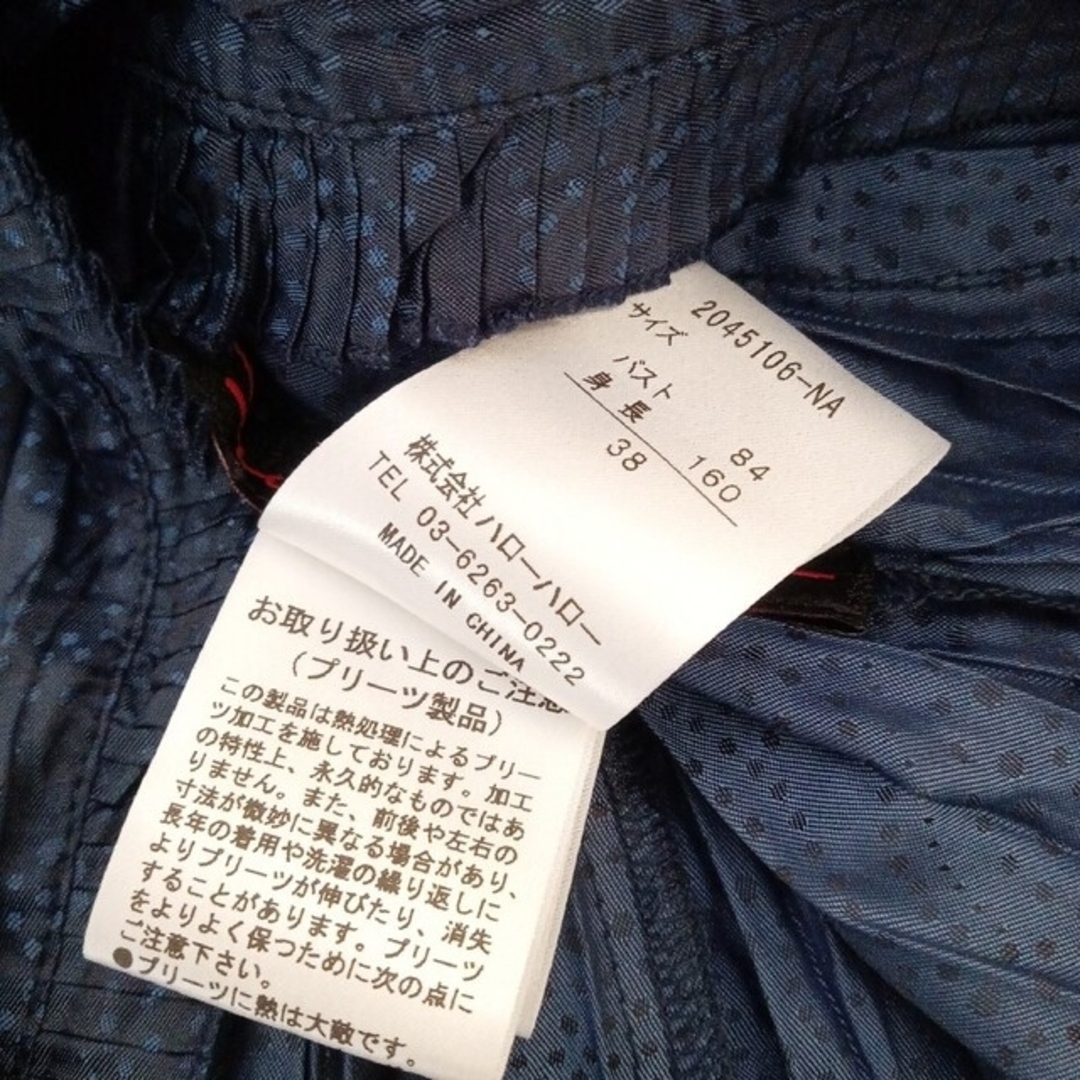 2045106-NA
サイズ
バスト 84
身長 160
38
株式会社ハローハロー
TEL 03-6263-0222
MADE IN CHINA
お取り扱い上のご注意
(プリーツ製品)
この製品は熱処理によるプリー
ツ加工を施しております。加工
の特性上、永久的なものではあ
りません。また、前後や左右の
寸法が微妙に異なる場合があり、
長年の着用や洗濯の繰り返しに
よりプリーツが伸びたり、消失
することがあります。プリーツ
をよりよく保つために次の点に
ご注意下さい。
●プリーツに熱は大敵です。